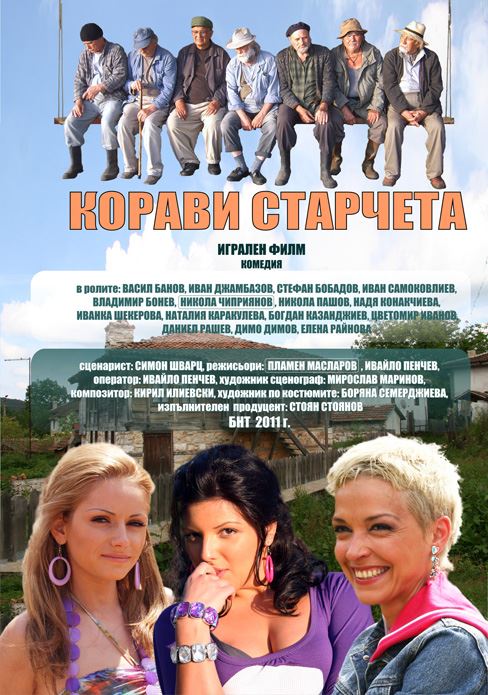 КОРАВИ СТАРЧЕТА
ИГРАЛЕН ФИЛМ
КОМЕДИЯ
в ролите: ВАСИЛ БАНОВ, ИВАН ДЖАМБАЗОВ, СТЕФАН БОБАДОВ, ИВАН САМОКОВЛИЕВ,
ВЛАДИМИР БОНЕВ, НИКОЛА ЧИПРИЯНОВ, НИКОЛА ПАШОВ, НАДЯ КОНАКЧИЕВА,
ИВАНКА ШЕКЕРОВА, НАТАЛИЯ КАРАКУЛЕВА, БОГДАН КАЗАНДЖИЕВ, ЦВЕТОМИР ИВАНОВ,
ДАНИЕЛ РАШЕВ, ДИМО ДИМОВ, ЕЛЕНА РАЙНОВА
сценарист: СИМОН ШВАРЦ, режисьори: ПЛАМЕН МАСЛАРОВ , ИВАЙЛО ПЕНЧЕВ,
оператор: ИВАЙЛО ПЕНЧЕВ, художник сценограф: МИРОСЛАВ МАРИНОВ,
композитор: КИРИЛ ИЛИЕВСКИ, художник по костюмите: БОРЯНА СЕМЕРДЖИЕВА,
изпълнителен продуцент: СТОЯН СТОЯНОВ
БНТ 2011 г.